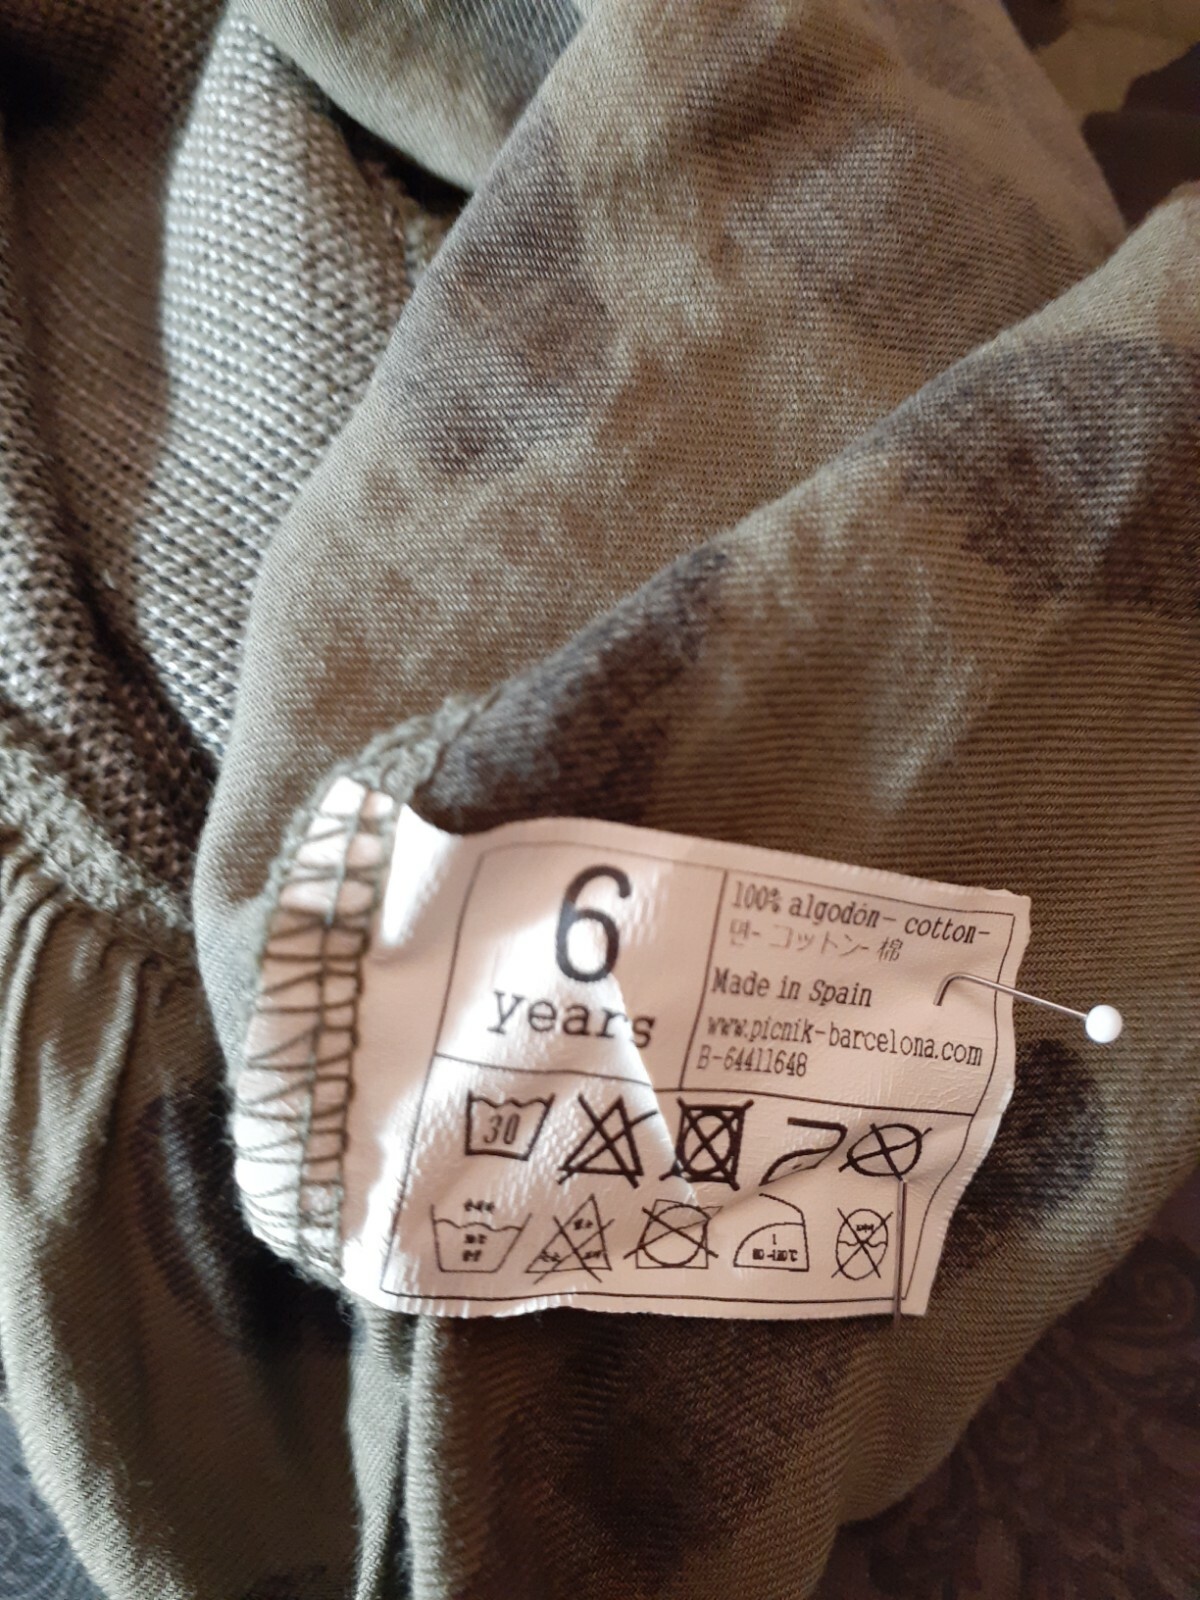 6
years
100% algodón- cotton-
면- コットン- 棉
Made in Spain
www.picnik-barcelona.com
B-64411648
30